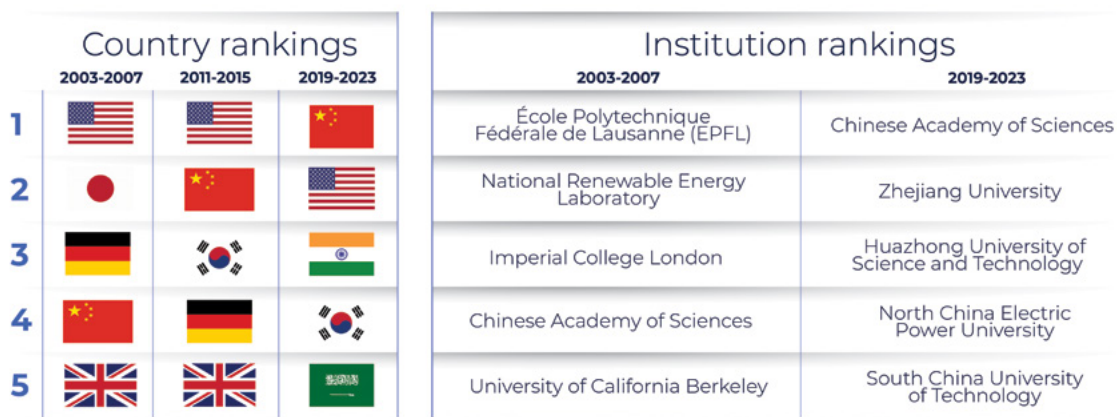 Country rankings
Institution rankings
2003-2007 2011-2015 2019-2023
2003-2007 2019-2023
1
École Polytechnique
Fédérale de Lausanne (EPFL)
Chinese Academy of Sciences
2
National Renewable Energy
Laboratory
Zhejiang University
3
Imperial College London
Huazhong University of
Science and Technology
4
Chinese Academy of Sciences
North China Electric
Power University
5
University of California Berkeley
South China University
of Technology